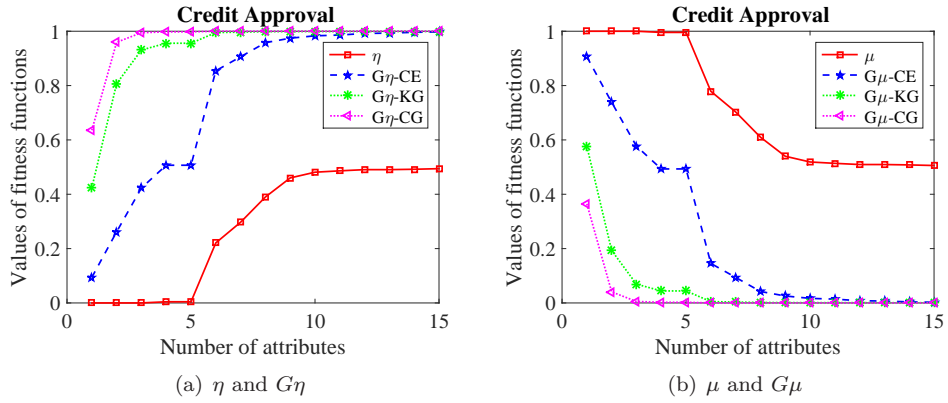 Credit Approval
Values of fitness functions
1
0.8
0.6
0.4
0.2
0
0
5
10
15
Number of attributes
η
Gη-CE
Gη-KG
Gη-CG
(a) η and Gη
Credit Approval
Values of fitness functions
1
0.8
0.6
0.4
0.2
0
0
5
10
15
Number of attributes
μ
Gμ-CE
Gμ-KG
Gμ-CG
(b) μ and Gμ